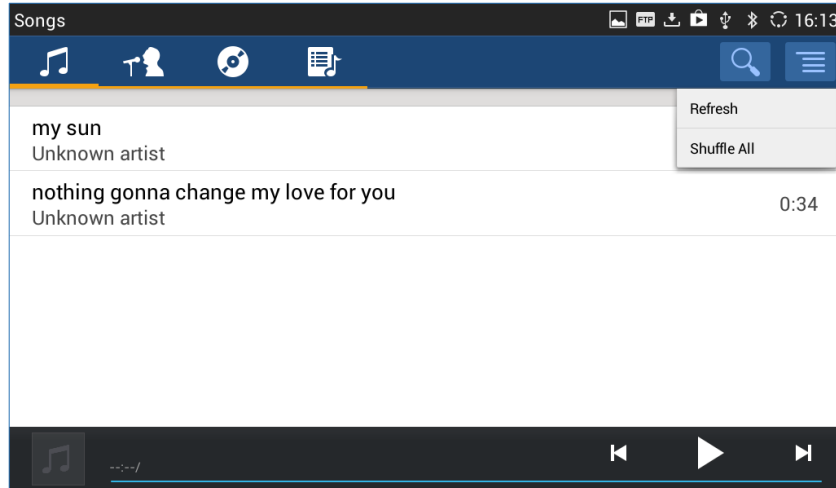 Songs
FTP
16:13
Refresh
Shuffle All
my sun
Unknown artist
nothing gonna change my love for you
Unknown artist
0:34
--:--/